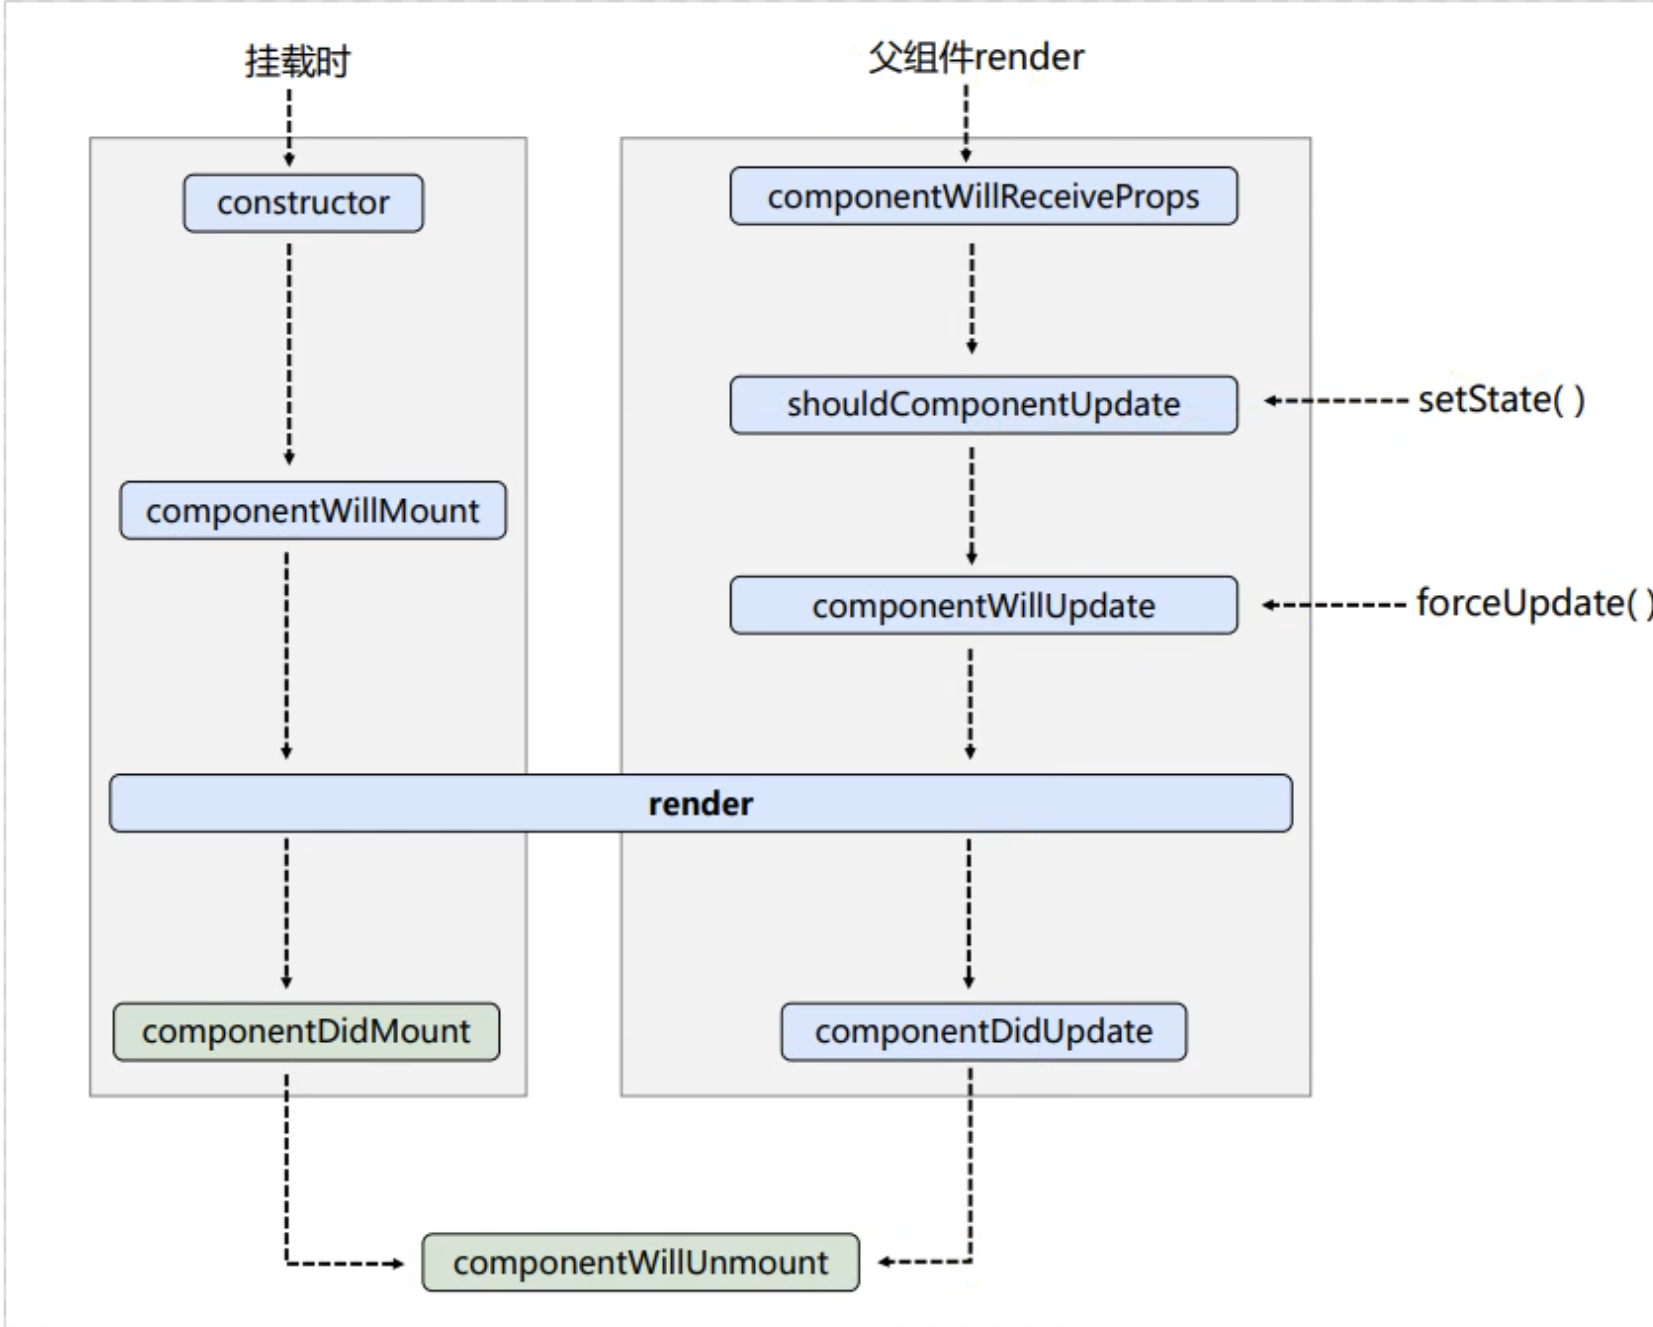 挂载时
父组件render
constructor
componentWillReceiveProps
shouldComponentUpdate
setState( )
componentWillMount
componentWillUpdate
forceUpdate( )
render
componentDidMount
componentDidUpdate
componentWillUnmount